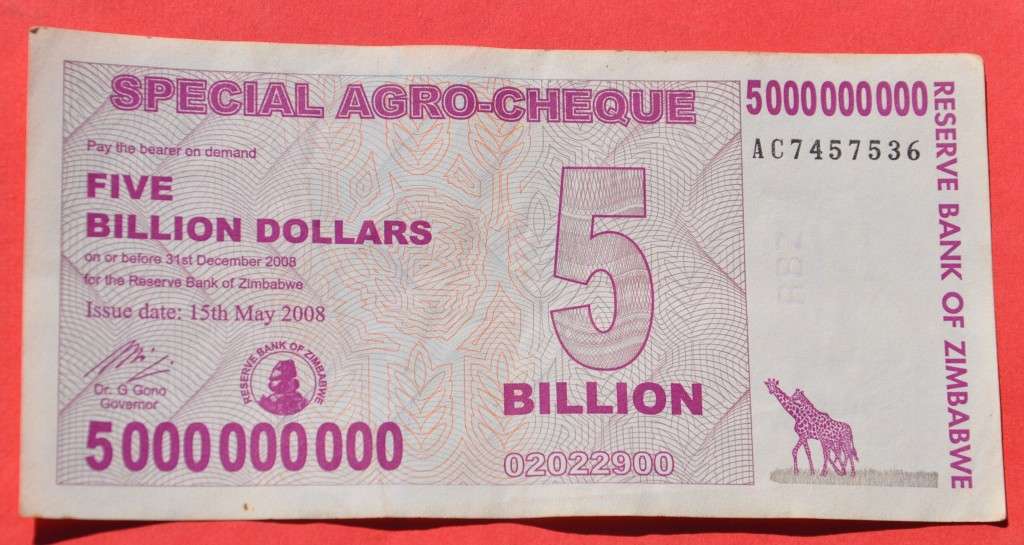 SPECIAL AGRO-CHEQUE
5000000000
AC7457536
Pay the bearer on demand
FIVE
BILLION DOLLARS
on or before 31st December 2008
for the Reserve Bank of Zimbabwe
Issue date: 15th May 2008
Dr. G Gono
Governor
RESERVE BANK OF ZIMBABWE
5000000000
5
BILLION
02022900
RESERVE BANK OF ZIMBABWE